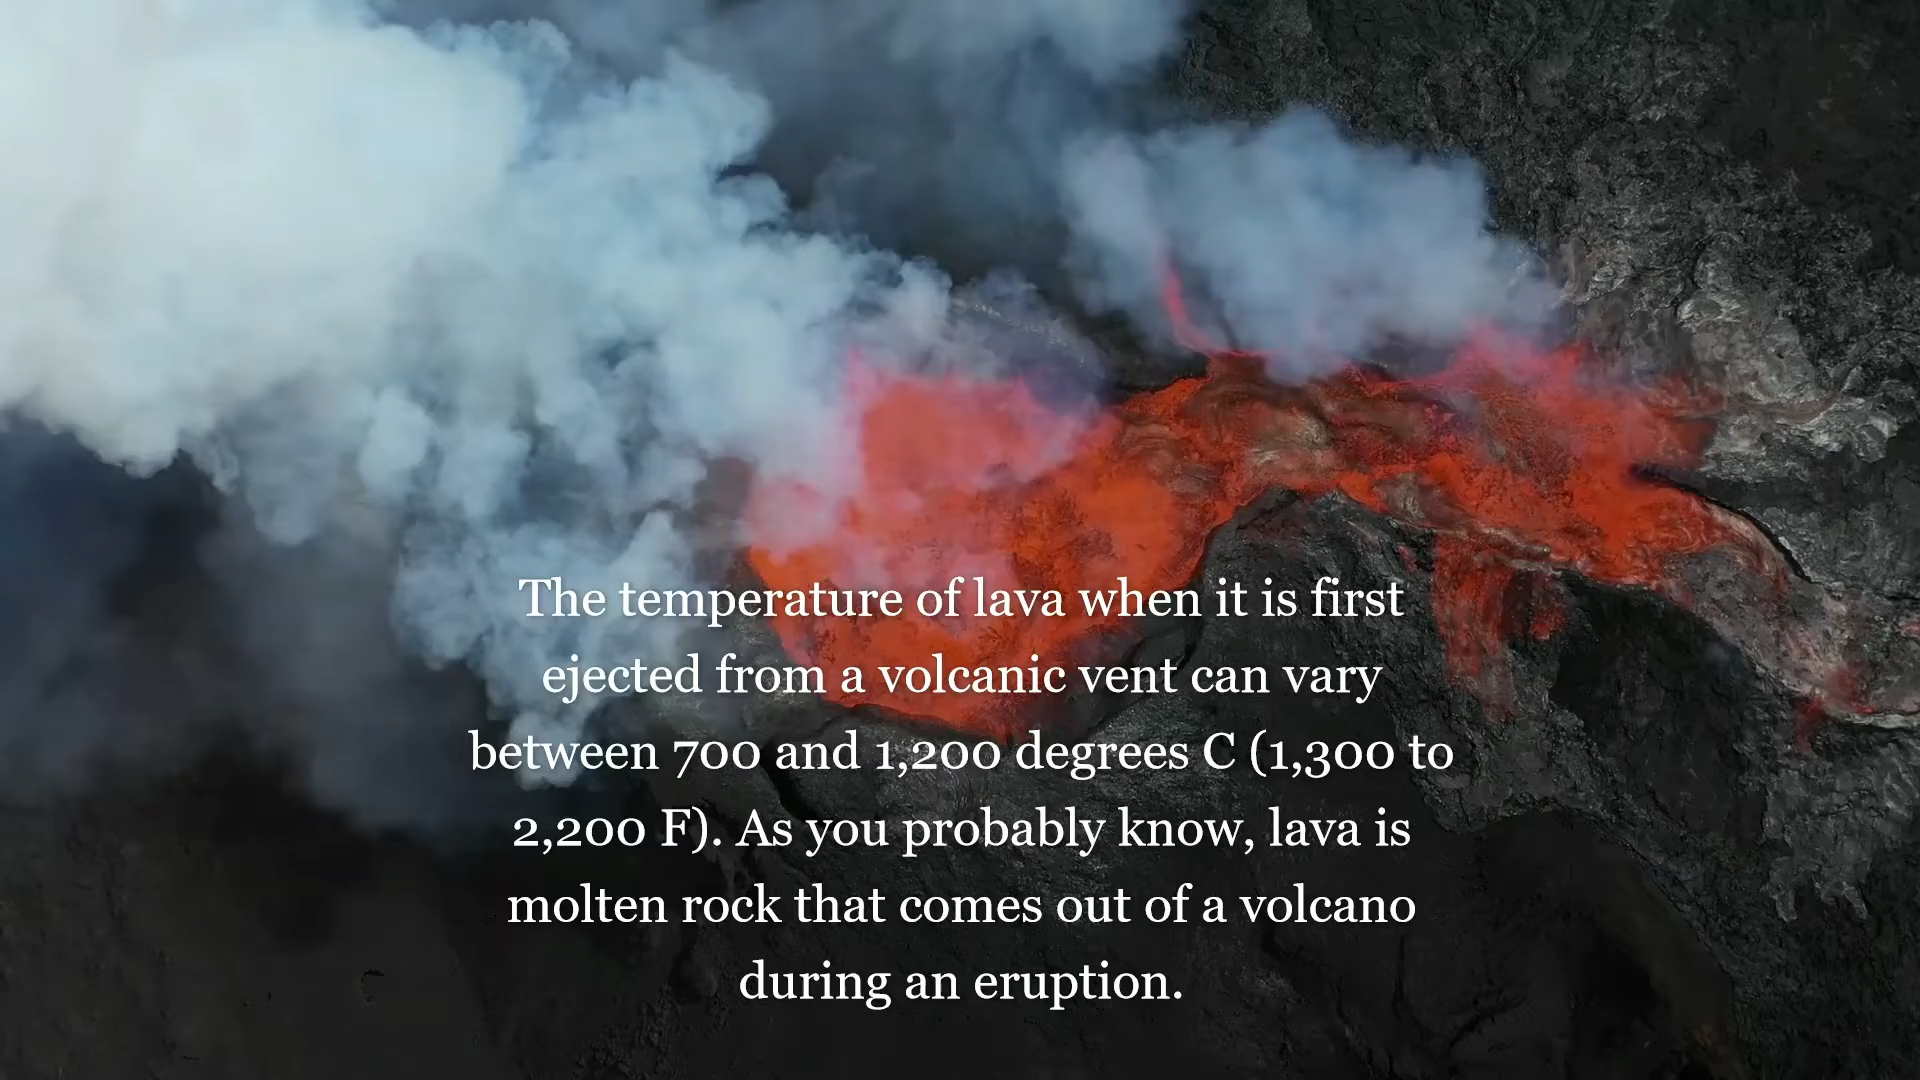 The temperature of lava when it is first
ejected from a volcanic vent can vary
between 700 and 1,200 degrees C (1,300 to
2,200 F). As you probably know, lava is
molten rock that comes out of a volcano
during an eruption.